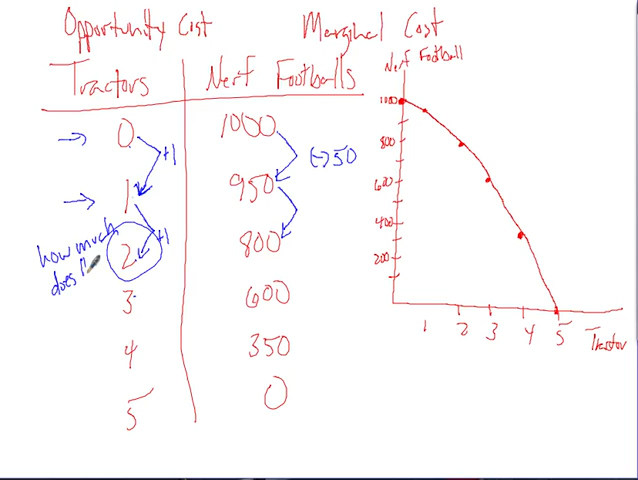 Opportunity Cost
Marginal Cost
Tractors
Nerf Footballs
0
1000
1
950
2
800
3
600
4
350
5
0
+1
+1
(-) 50
how much
does
Nerf Football
1000
800
600
400
200
1 2 3 4 5